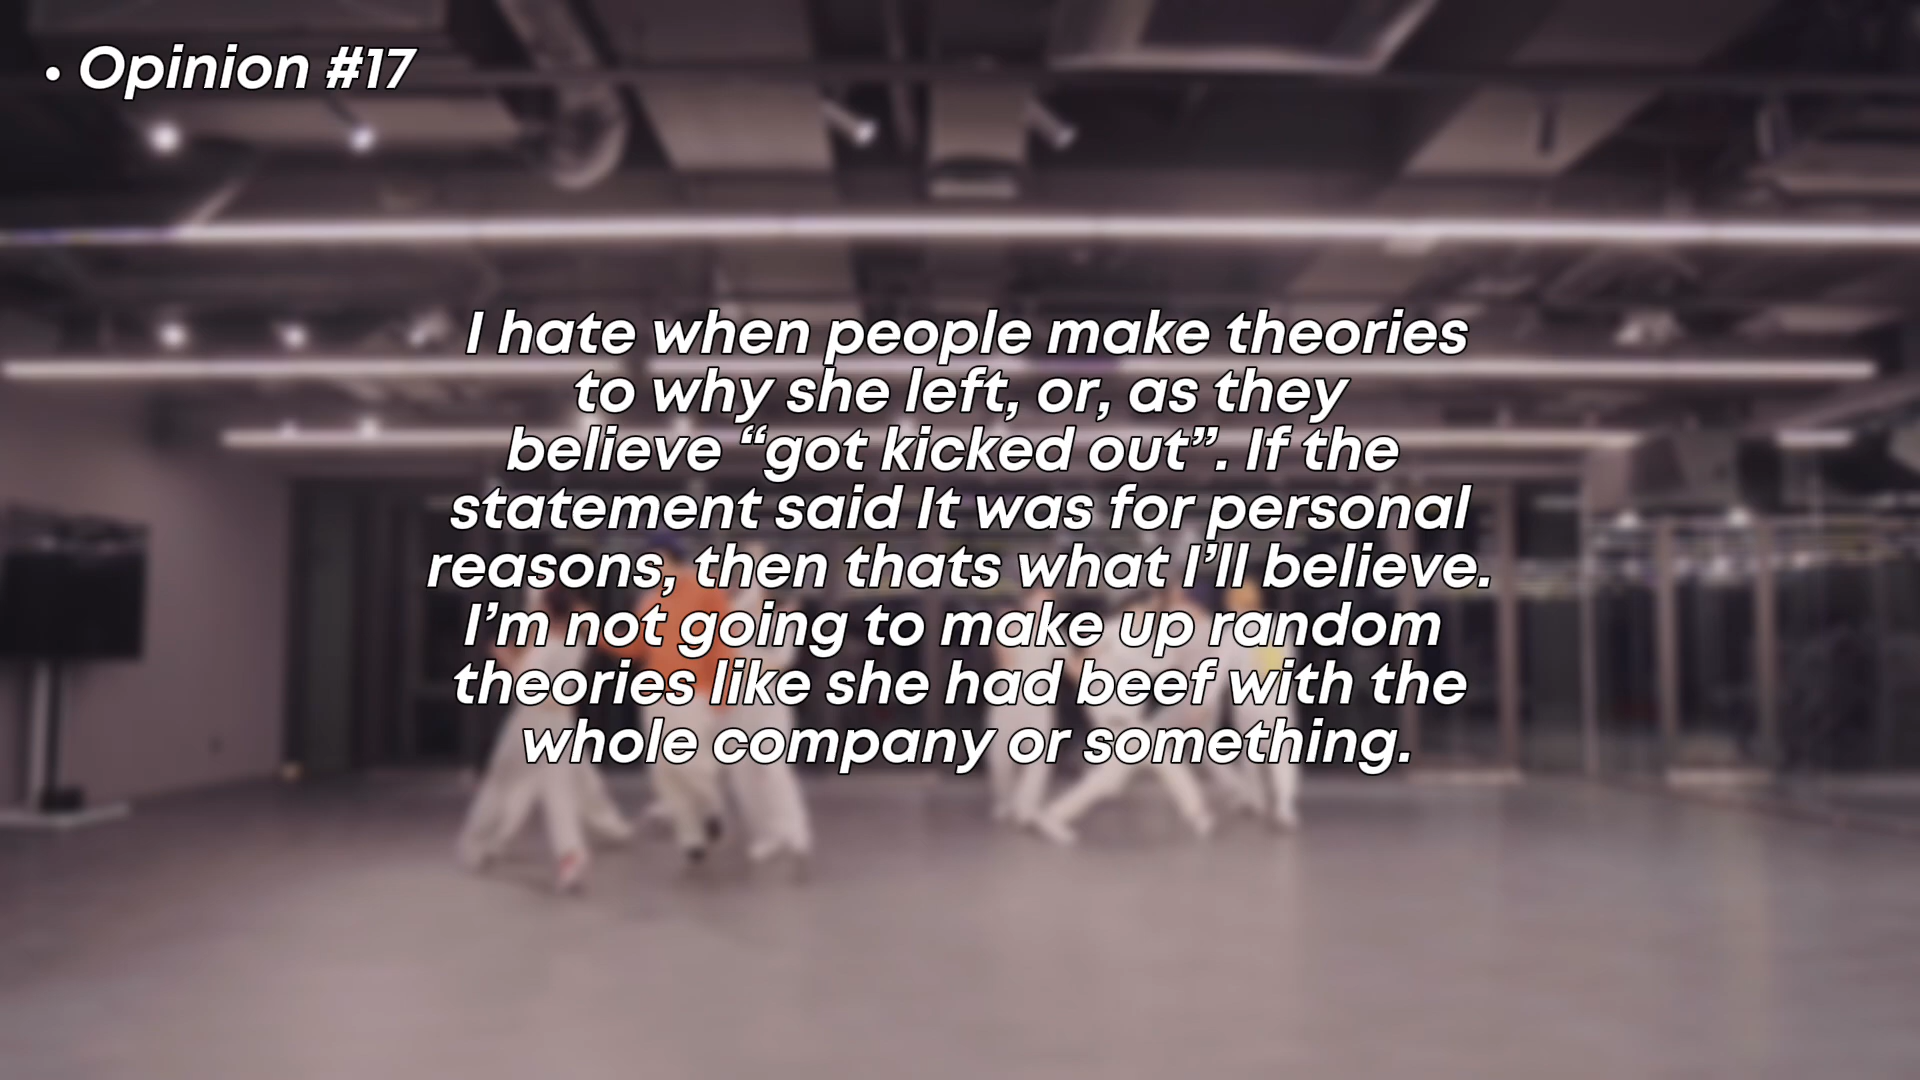 • Opinion #17
I hate when people make theories
to why she left, or, as they
believe “got kicked out”. If the
statement said It was for personal
reasons, then thats what I’ll believe.
I’m not going to make up random
theories like she had beef with the
whole company or something.